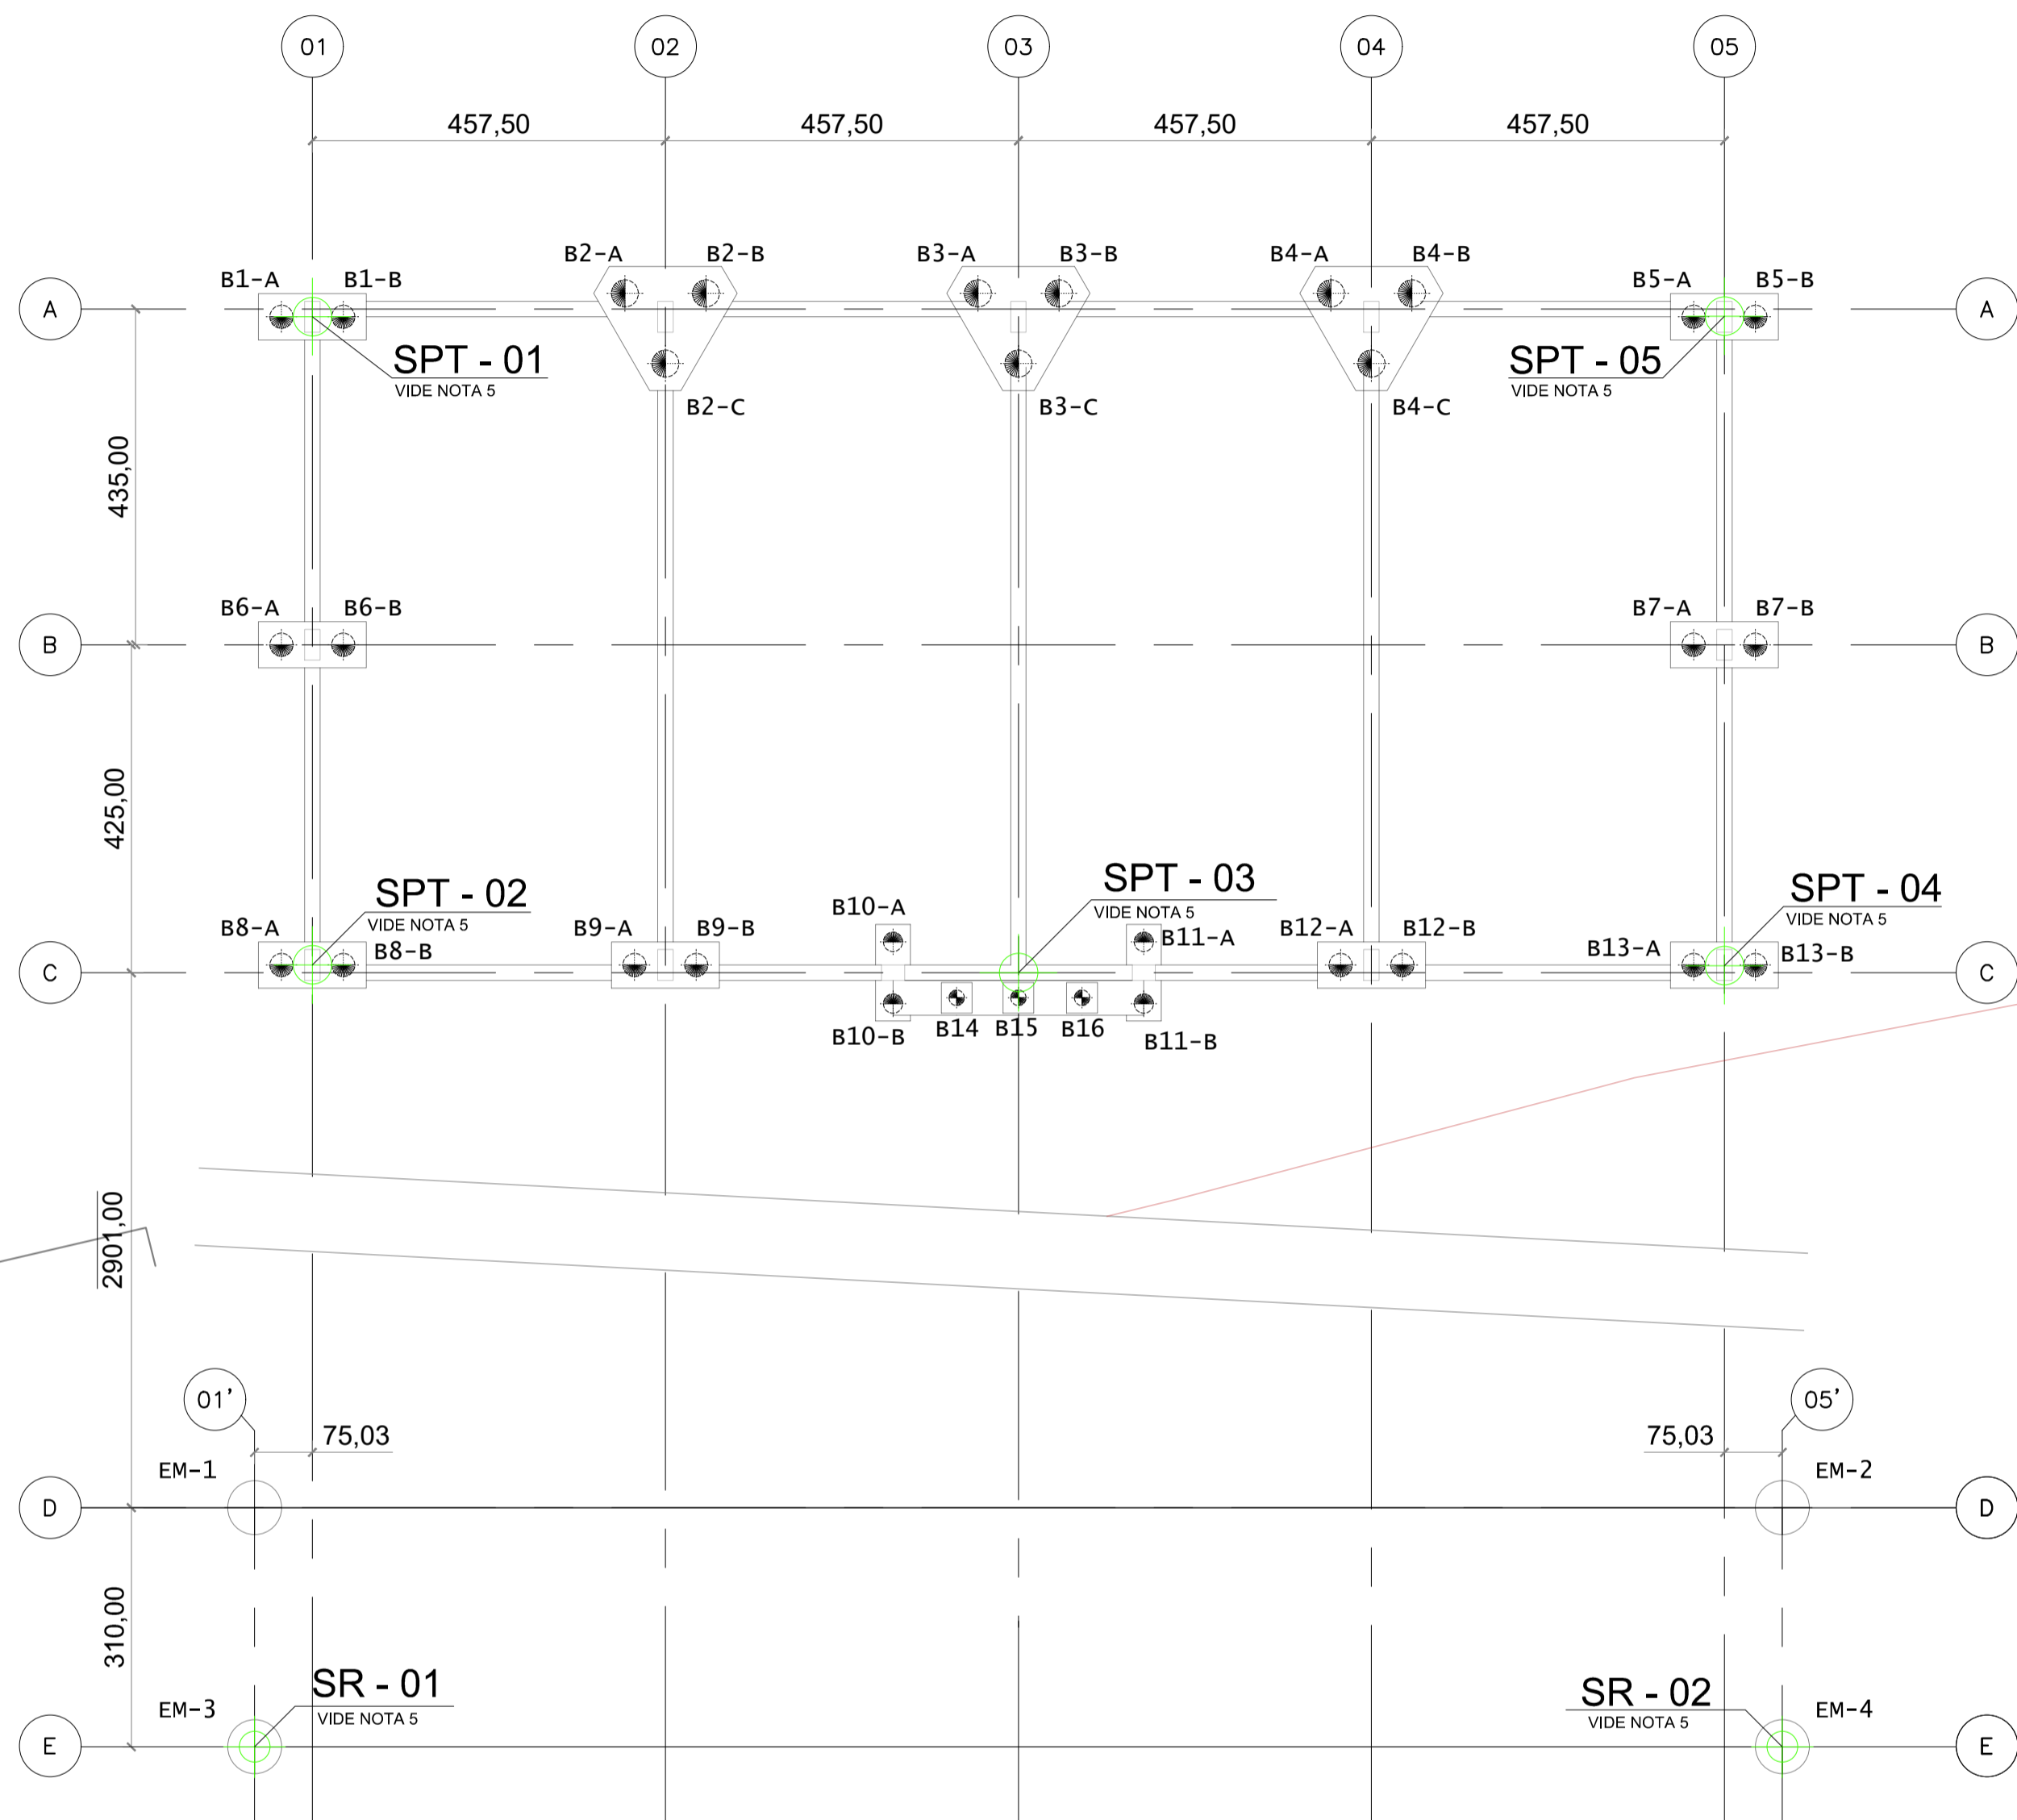 01 02 03 04 05
457,50 457,50 457,50 457,50
B2-A B2-B B3-A B3-B B4-A B4-B
B1-A B1-B B5-A B5-B
A A
SPT - 01 SPT - 05
VIDE NOTA 5 VIDE NOTA 5
B2-C B3-C B4-C
435,00
B6-A B6-B B7-A B7-B
B B
425,00
SPT - 02 SPT - 03 SPT - 04
VIDE NOTA 5 VIDE NOTA 5 VIDE NOTA 5
B10-A
B8-A B8-B B9-A B9-B B11-A B12-A B12-B B13-A B13-B
C C
B10-B B14 B15 B16 B11-B
2901,00
01' 05'
75,03 75,03
EM-1 EM-2
D D
310,00
SR - 01 SR - 02
VIDE NOTA 5 VIDE NOTA 5
EM-3 EM-4
E E